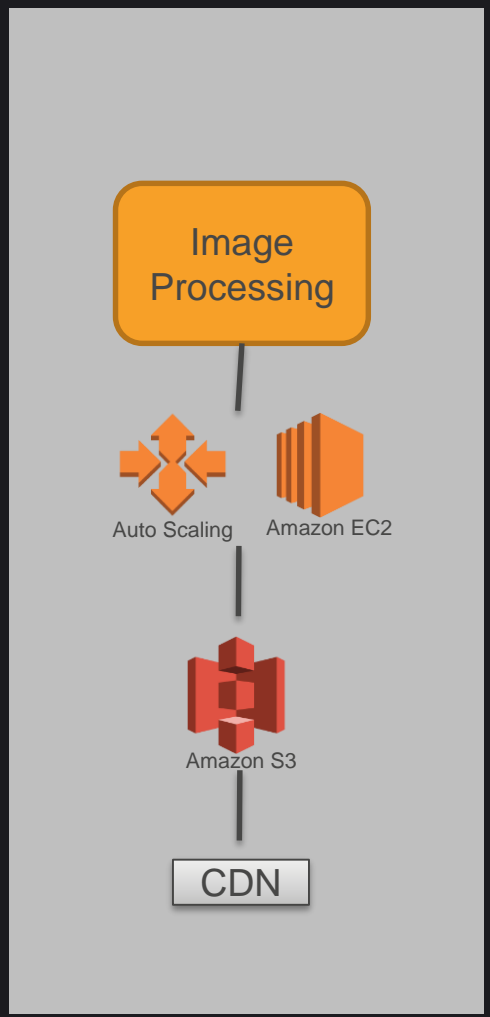 Image
Processing
Auto Scaling
Amazon EC2
Amazon S3
CDN